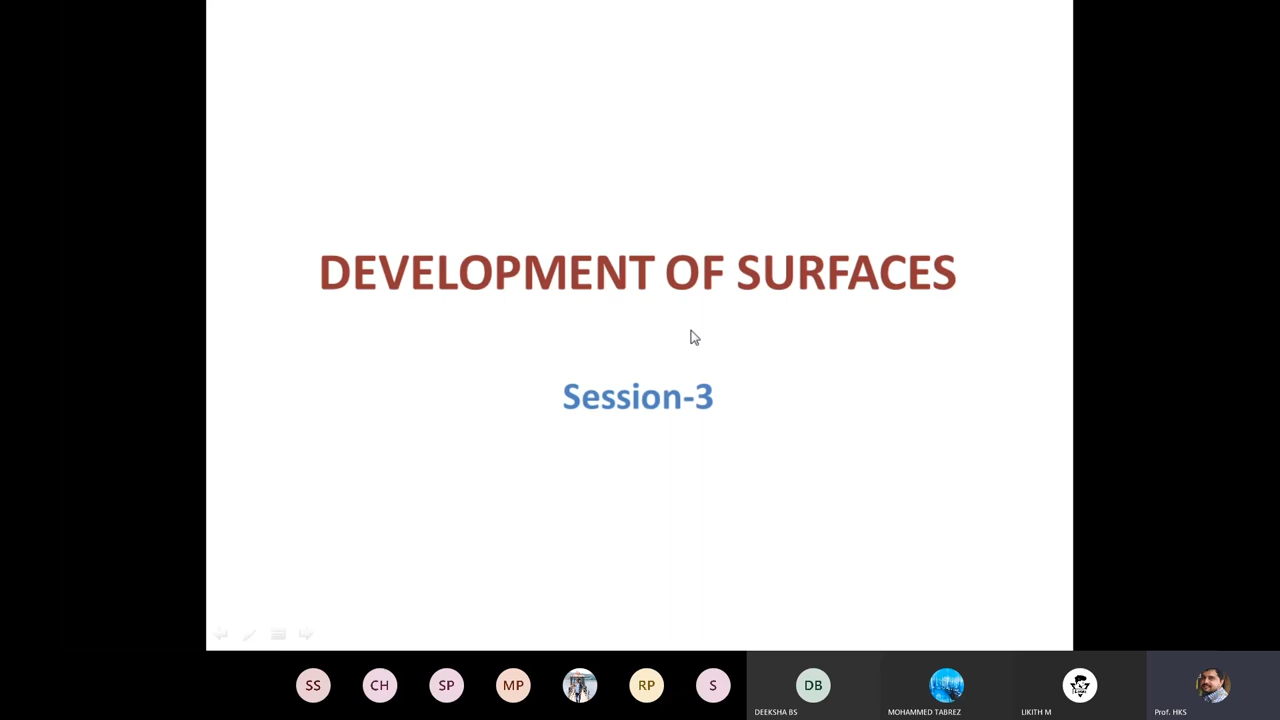 DEVELOPMENT OF SURFACES
Session-3
SS
CH
SP
MP
RP
S
DB
DEEKSHA BS
MOHAMMED TABREZ
LIKITH M
Prof. HKS